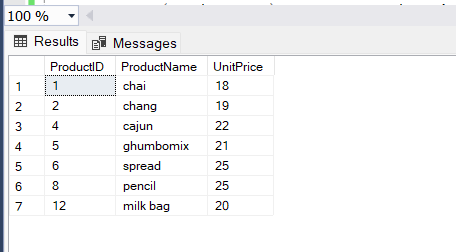 100 %
Results Messages
ProductID ProductName UnitPrice
1 1 chai 18
2 2 chang 19
3 4 cajun 22
4 5 ghumbomix 21
5 6 spread 25
6 8 pencil 25
7 12 milk bag 20